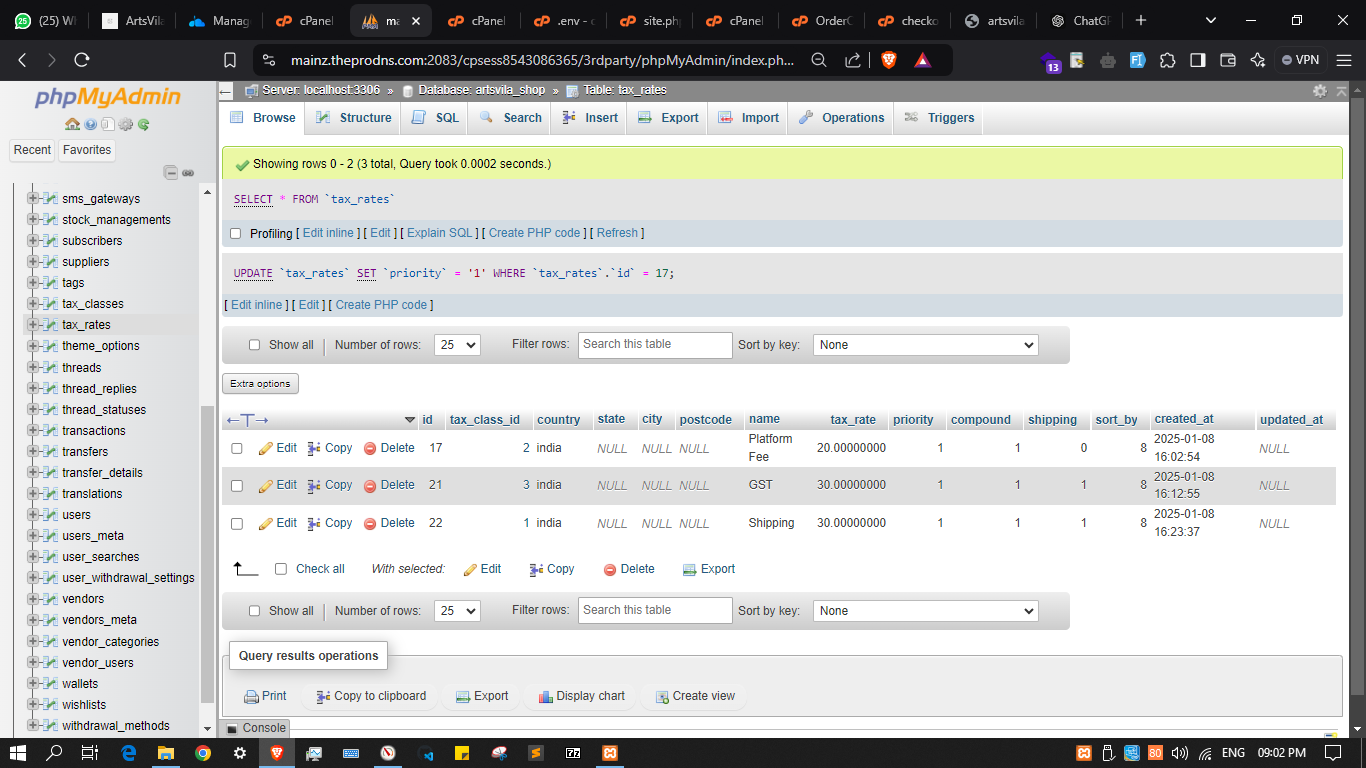 (25) W
ArtsVila
Manage
cPanel
ma
cPanel
.env - c
site.php
cPanel
OrderC
checko
artsvila
ChatGP
mainz.theprodns.com:2083/cpsess8543086365/3rdparty/phpMyAdmin/index.ph...
13
VPN
phpMyAdmin
Recent Favorites
sms_gateways
stock_managements
subscribers
suppliers
tags
tax_classes
tax_rates
theme_options
threads
thread_replies
thread_statuses
transactions
transfers
transfer_details
translations
users
users_meta
user_searches
user_withdrawal_settings
vendors
vendors_meta
vendor_categories
vendor_users
wallets
wishlists
withdrawal_methods
Server: localhost:3306 » Database: artsvila_shop » Table: tax_rates
Browse Structure SQL Search Insert Export Import Operations Triggers
Showing rows 0 - 2 (3 total, Query took 0.0002 seconds.)
SELECT * FROM `tax_rates`
Profiling [ Edit inline ] [ Edit ] [ Explain SQL ] [ Create PHP code ] [ Refresh ]
UPDATE `tax_rates` SET `priority` = '1' WHERE `tax_rates`.`id` = 17;
[ Edit inline ] [ Edit ] [ Create PHP code ]
Show all | Number of rows: 25 Filter rows: Search this table Sort by key: None
Extra options
←T→ id tax_class_id country state city postcode name tax_rate priority compound shipping sort_by created_at updated_at
Edit Copy Delete 17 2 india NULL NULL NULL Platform Fee 20.00000000 1 1 0 8 2025-01-08 16:02:54 NULL
Edit Copy Delete 21 3 india NULL NULL NULL GST 30.00000000 1 1 1 8 2025-01-08 16:12:55 NULL
Edit Copy Delete 22 1 india NULL NULL NULL Shipping 30.00000000 1 1 1 8 2025-01-08 16:23:37 NULL
Check all With selected: Edit Copy Delete Export
Show all | Number of rows: 25 Filter rows: Search this table Sort by key: None
Query results operations
Print Copy to clipboard Export Display chart Create view
Console
80
ENG 09:02 PM